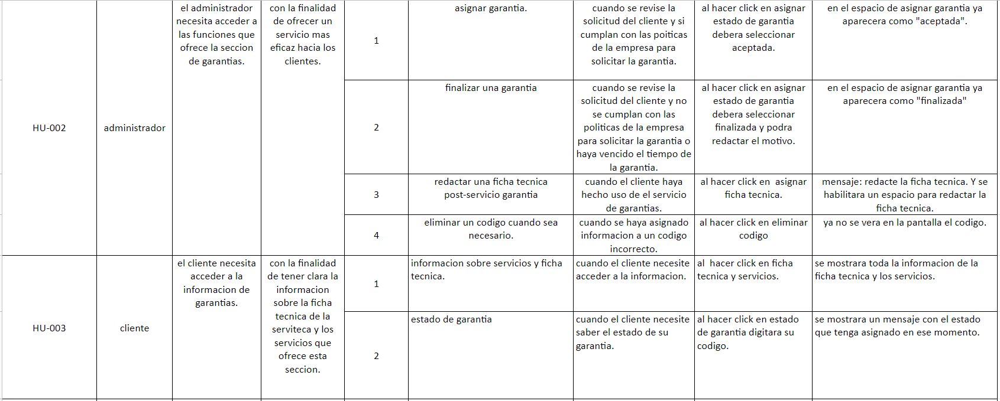 HU-002
administrador
el administrador
necesita acceder a
las funciones que
ofrece la seccion
de garantias.
con la finalidad
de ofrecer un
servicio mas
eficaz hacia los
clientes.
1
asignar garantia.
cuando se revise la
solicitud del cliente y si
cumplan con las poiticas
de la empresa para
solicitar la garantia.
al hacer click en asignar
estado de garantia
debera seleccionar
aceptada.
en el espacio de asignar garantia ya
aparecera como "aceptada".
2
finalizar una garantia
cuando se revise la
solicitud del cliente y no
se cumplan con las
politicas de la empresa
para solicitar la garantia o
haya vencido el tiempo de
la garantia.
al hacer click en asignar
estado de garantia
debera seleccionar
finalizada y podra
redactar el motivo.
en el espacio de asignar garantia ya
aparecera como "finalizada"
3
redactar una ficha tecnica
post-servicio garantia
cuando el cliente haya
hecho uso de el servicio
de garantias.
al hacer click en  asignar
ficha tecnica.
mensaje: redacte la ficha tecnica. Y se
habilitara un espacio para redactar la
ficha tecnica.
4
eliminar un codigo cuando sea
necesario.
cuando se haya asignado
informacion a un codigo
incorrecto.
al hacer click en eliminar
codigo
ya no se vera en la pantalla el codigo.
HU-003
cliente
el cliente necesita
acceder a la
informacion de
garantias.
con la finalidad
de tener clara la
informacion
sobre la ficha
tecnica de la
serviteca y los
servicios que
ofrece esta
seccion.
1
informacion sobre servicios y ficha
tecnica.
cuando el cliente necesite
acceder a la informacion.
al  hacer click en ficha
tecnica y servicios.
se mostrara toda la informacion de la
ficha tecnica y los servicios.
2
estado de garantia
cuando el cliente necesite
saber el estado de su
garantia.
al hacer click en estado
de garantia digitara su
codigo.
se mostrara un mensaje con el estado
que tenga asignado en ese momento.